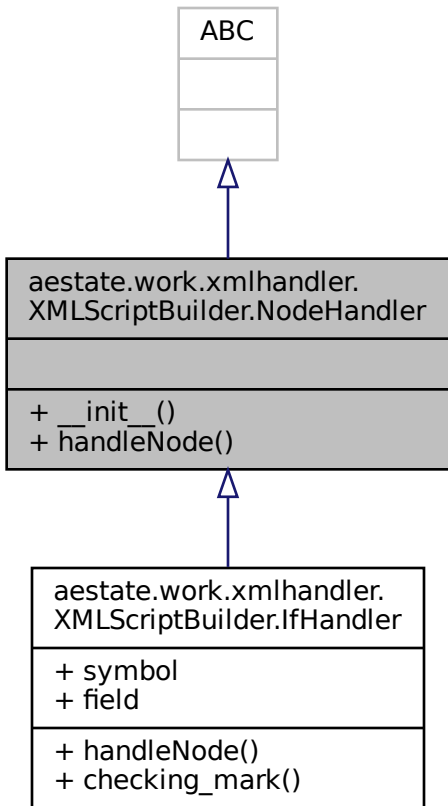 ABC
aestate.work.xmlhandler.
XMLScriptBuilder.NodeHandler
+ __init__()
+ handleNode()
aestate.work.xmlhandler.
XMLScriptBuilder.IfHandler
+ symbol
+ field
+ handleNode()
+ checking_mark()